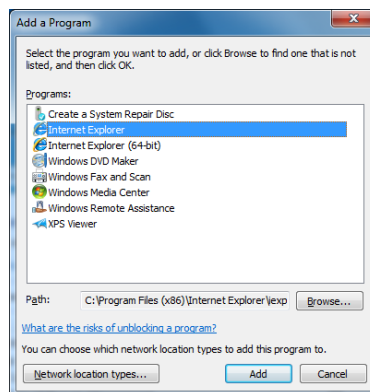 Add a Program
Select the program you want to add, or click Browse to find one that is not
listed, and then click OK.
Programs:
Create a System Repair Disc
Internet Explorer
Internet Explorer (64-bit)
Windows DVD Maker
Windows Fax and Scan
Windows Media Center
Windows Remote Assistance
XPS Viewer
Path: C:\Program Files (x86)\Internet Explorer\iexp Browse...
What are the risks of unblocking a program?
You can choose which network location types to add this program to.
Network location types... Add Cancel